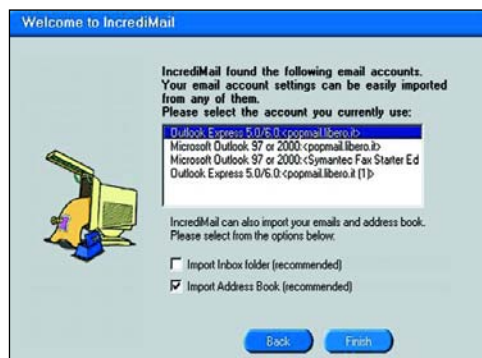 Welcome to IncrediMail
IncrediMail found the following email accounts.
Your email account settings can be easily imported
from any of them.
Please select the account you currently use:
Outlook Express 5.0/6.0:<popmail.libero.it>
Microsoft Outlook 97 or 2000:<popmail.libero.it>
Microsoft Outlook 97 or 2000:<Symantec Fax Starter Ed
Outlook Express 5.0/6.0:<popmail.libero.it (1)>
IncrediMail can also import your emails and address book.
Please select from the options below:
Import Inbox folder (recommended)
Import Address Book (recommended)
Back Finish